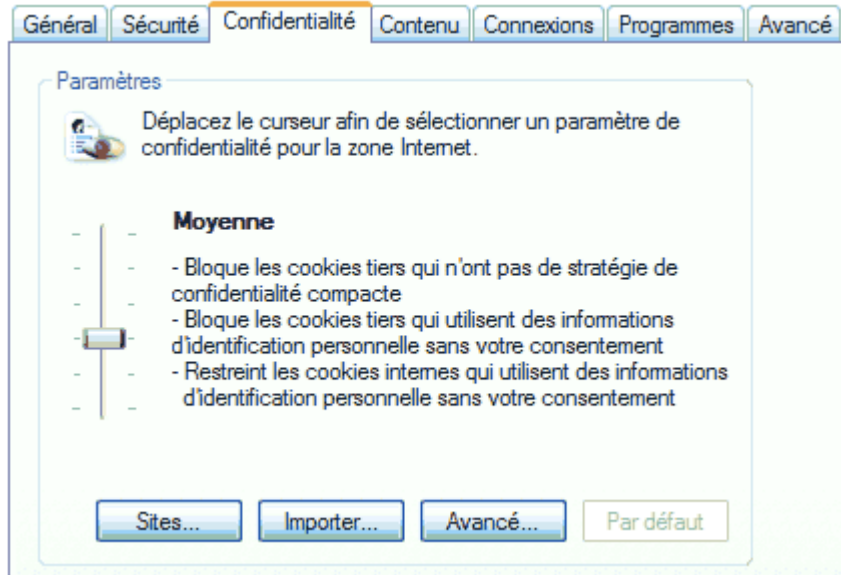 Général Sécurité Confidentialité Contenu Connexions Programmes Avancé
Paramètres
Déplacez le curseur afin de sélectionner un paramètre de
confidentialité pour la zone Internet.
Moyenne
- Bloque les cookies tiers qui n'ont pas de stratégie de
confidentialité compacte
- Bloque les cookies tiers qui utilisent des informations
d'identification personnelle sans votre consentement
- Restreint les cookies internes qui utilisent des informations
d'identification personnelle sans votre consentement
Sites... Importer... Avancé... Par défaut